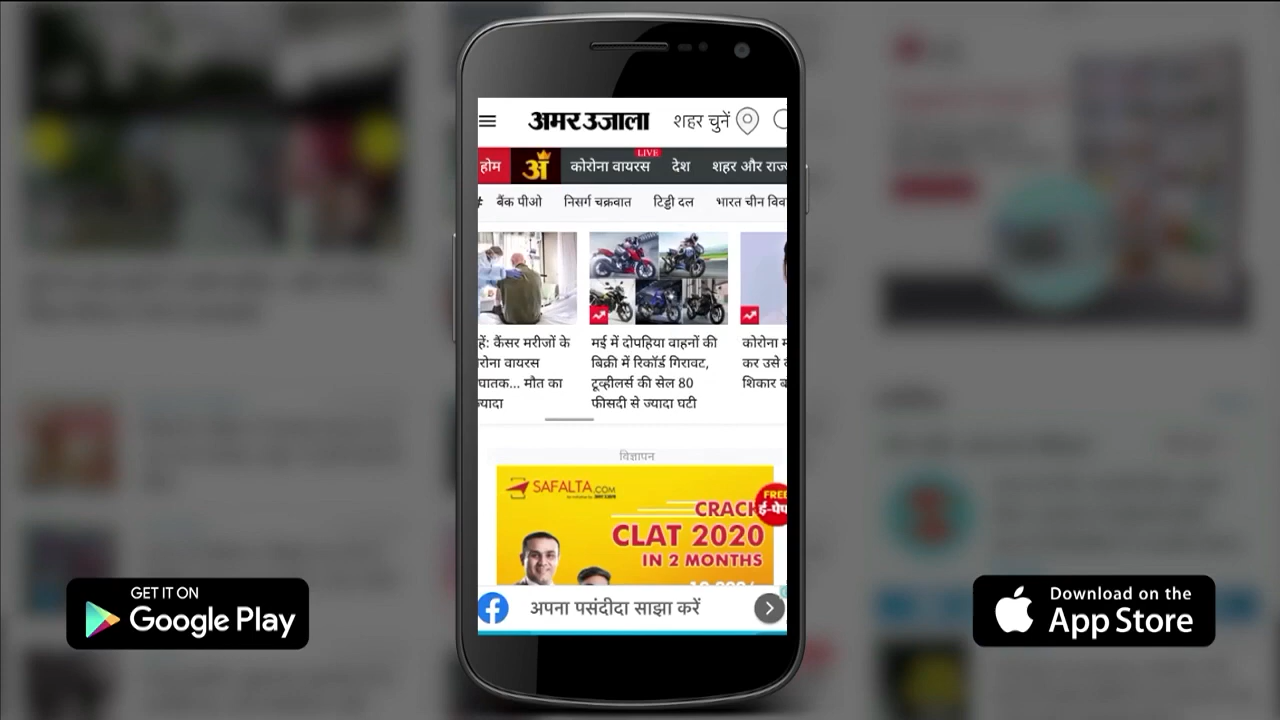 अमर उजाला
शहर चुनें
LIVE
होम
अ
कोरोना वायरस
देश
शहर और राज्य
#
बैंक पीओ
निसर्ग चक्रवात
टिड्डी दल
भारत चीन विवा
हें: कैंसर मरीजों के
रोना वायरस
घातक... मौत का
ज्यादा
मई में दोपहिया वाहनों की
बिक्री में रिकॉर्ड गिरावट,
टूव्हीलर्स की सेल 80
फीसदी से ज्यादा घटी
कोरोना
कर उसे
शिकार
विज्ञापन
SAFALTA.COM
CRACK
CLAT 2020
IN 2 MONTHS
FREE
ई-पेप
अपना पसंदीदा साझा करें
GET IT ON
Google Play
Download on the
App Store